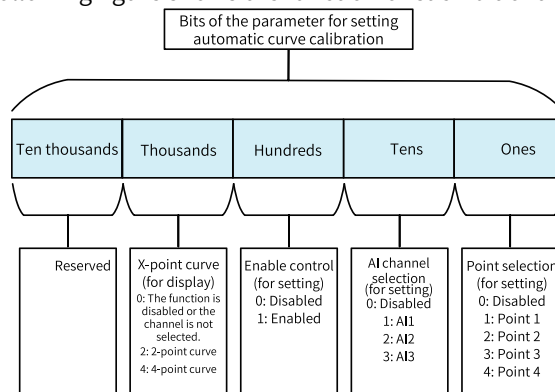 Bits of the parameter for setting
automatic curve calibration
Ten thousands
Thousands
Hundreds
Tens
Ones
Reserved
X-point curve
(for display)
0: The function is
disabled or the
channel is not
selected.
2: 2-point curve
4: 4-point curve
Enable control
(for setting)
0: Disabled
1: Enabled
AI channel
selection
(for setting)
0: Disabled
1: AI1
2: AI2
3: AI3
Point selection
(for setting)
0: Disabled
1: Point 1
2: Point 2
3: Point 3
4: Point 4